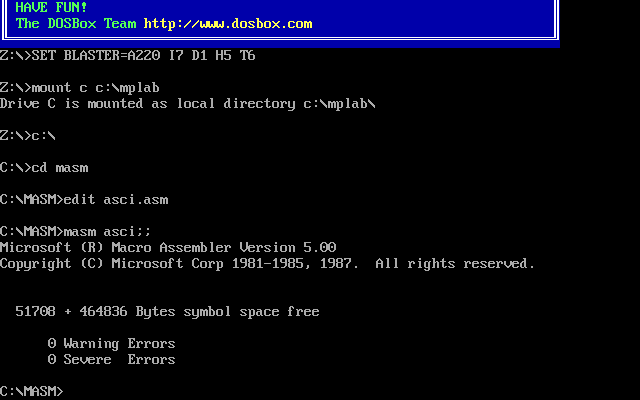 HAVE FUN!
The DOSBox Team http://www.dosbox.com
Z:\>SET BLASTER=A220 I7 D1 H5 T6
Z:\>mount c c:\mplab
Drive C is mounted as local directory c:\mplab\
Z:\>c:\
C:\>cd masm
C:\MASM>edit asci.asm
C:\MASM>masm asci;;
Microsoft (R) Macro Assembler Version 5.00
Copyright (C) Microsoft Corp 1981-1985, 1987.  All rights reserved.
51708 + 464836 Bytes symbol space free
0 Warning Errors
0 Severe  Errors
C:\MASM>